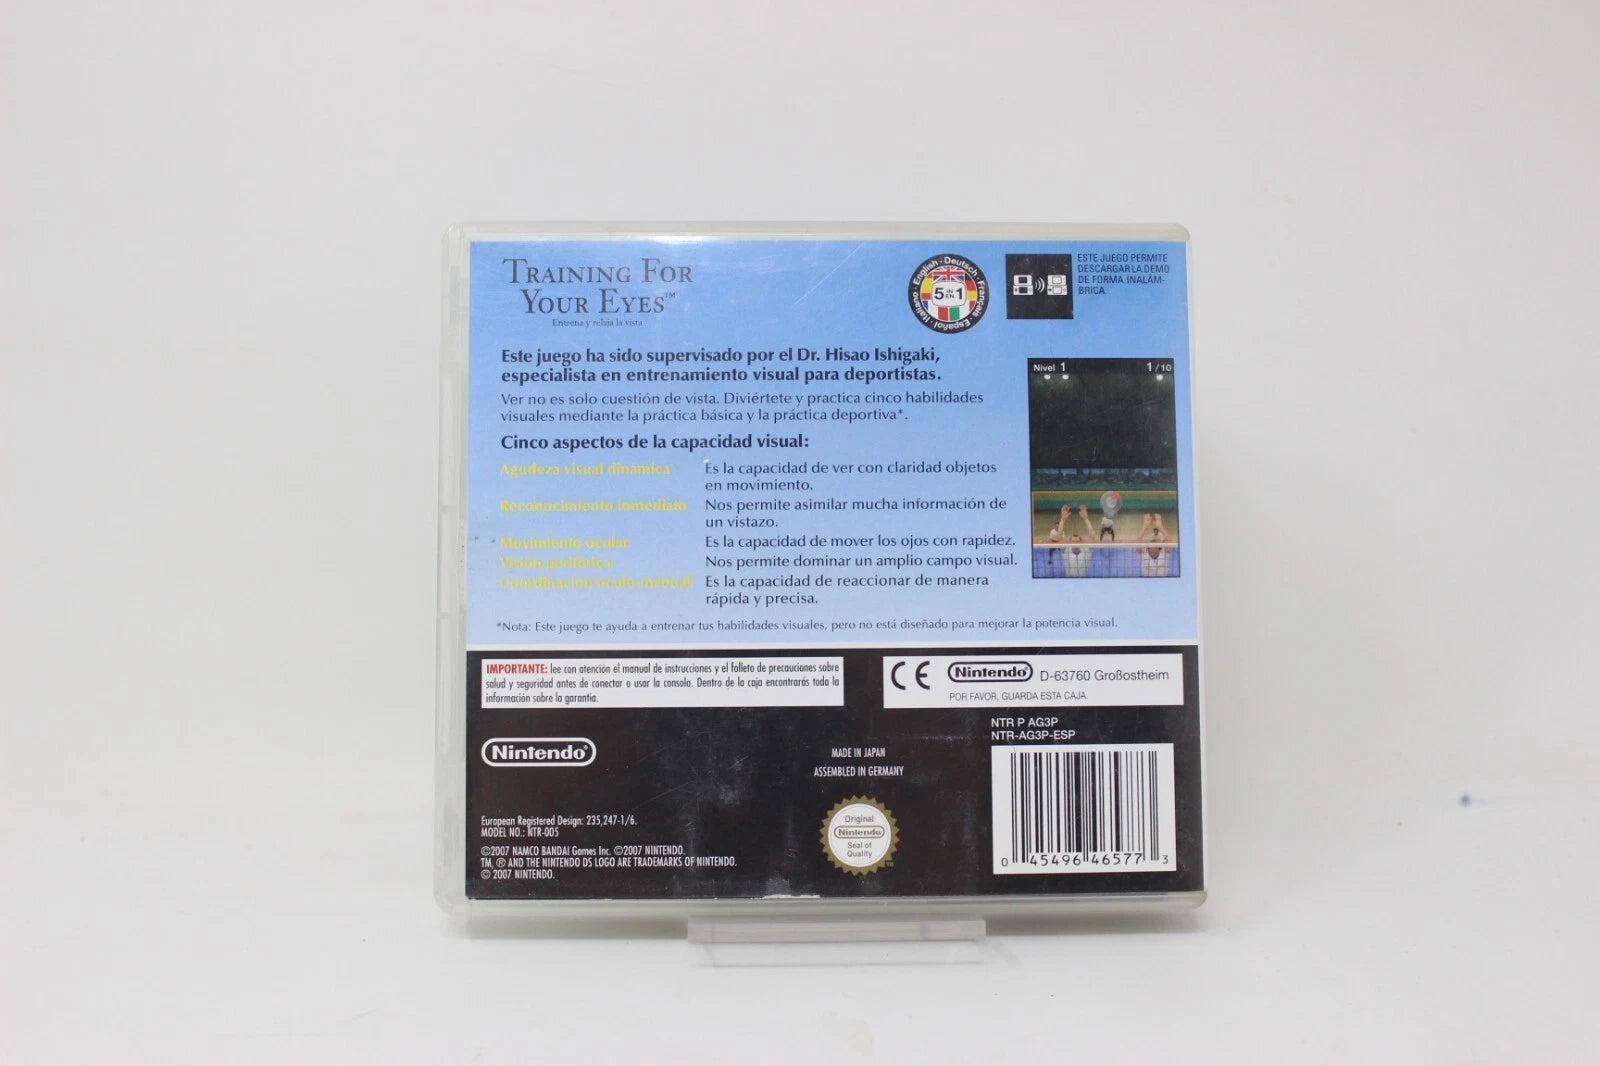 TRAINING FOR
YOUR EYES™
Entrena y relaja la vista
English · Deutsch · Français · Español · Italiano
5 IN EN 1
ESTE JUEGO PERMITE
DESCARGAR LA DEMO
DE FORMA INALÁM-
BRICA.
Este juego ha sido supervisado por el Dr. Hisao Ishigaki,
especialista en entrenamiento visual para deportistas.
Ver no es solo cuestión de vista. Diviértete y practica cinco habilidades
visuales mediante la práctica básica y la práctica deportiva*.
Cinco aspectos de la capacidad visual:
Agudeza visual dinámica Es la capacidad de ver con claridad objetos
en movimiento.
Reconocimiento inmediato Nos permite asimilar mucha información de
un vistazo.
Movimiento ocular Es la capacidad de mover los ojos con rapidez.
Visión periférica Nos permite dominar un amplio campo visual.
Coordinación óculo-manual Es la capacidad de reaccionar de manera
rápida y precisa.
*Nota: Este juego te ayuda a entrenar tus habilidades visuales, pero no está diseñado para mejorar la potencia visual.
Nivel 1 1/10
IMPORTANTE: lee con atención el manual de instrucciones y el folleto de precauciones sobre
salud y seguridad antes de conectar o usar la consola. Dentro de la caja encontrarás toda la
información sobre la garantía.
CE Nintendo® D-63760 Großostheim
POR FAVOR, GUARDA ESTA CAJA.
NTR P AG3P
NTR-AG3P-ESP
Nintendo®
MADE IN JAPAN
ASSEMBLED IN GERMANY
European Registered Design: 235,247-1/6.
MODEL NO.: NTR-005
©2007 NAMCO BANDAI Games Inc. ©2007 NINTENDO.
TM, ® AND THE NINTENDO DS LOGO ARE TRADEMARKS OF NINTENDO.
© 2007 NINTENDO.
Original
Nintendo
Seal of
Quality
TM
0 45496 46577 3